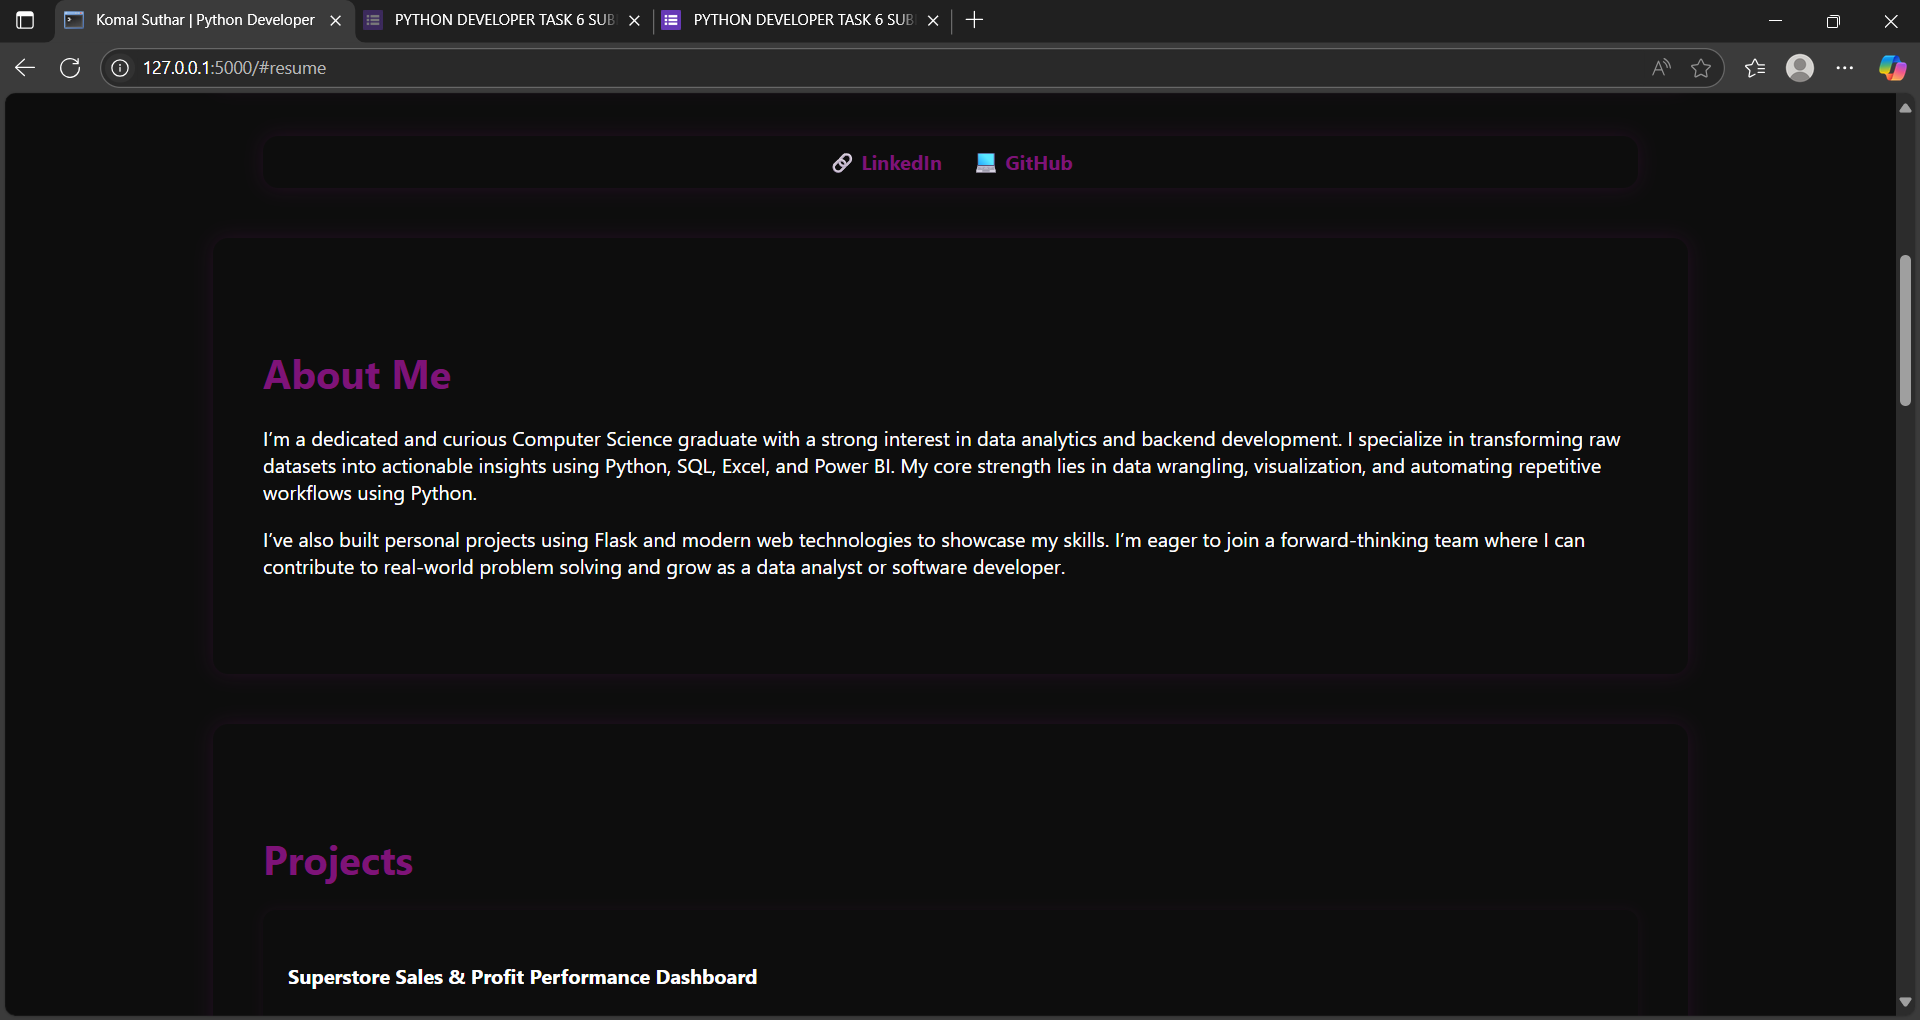 Komal Suthar | Python Developer
PYTHON DEVELOPER TASK 6 SUB
PYTHON DEVELOPER TASK 6 SUB
127.0.0.1:5000/#resume
LinkedIn GitHub
About Me
I'm a dedicated and curious Computer Science graduate with a strong interest in data analytics and backend development. I specialize in transforming raw
datasets into actionable insights using Python, SQL, Excel, and Power BI. My core strength lies in data wrangling, visualization, and automating repetitive
workflows using Python.
I've also built personal projects using Flask and modern web technologies to showcase my skills. I'm eager to join a forward-thinking team where I can
contribute to real-world problem solving and grow as a data analyst or software developer.
Projects
Superstore Sales & Profit Performance Dashboard